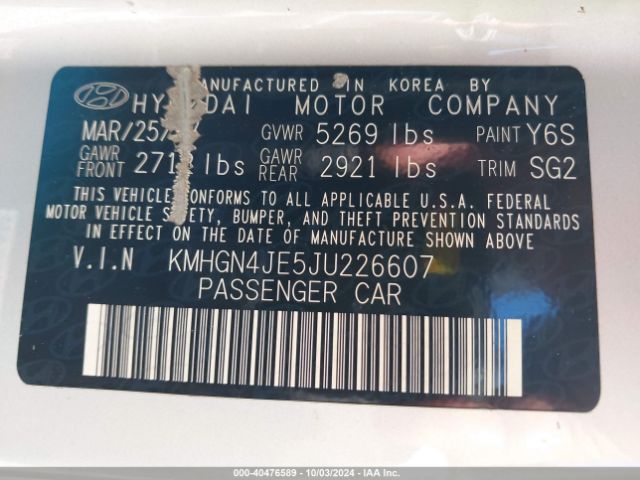 MANUFACTURED IN KOREA BY
HYUNDAI MOTOR COMPANY
MAR/25/ GVWR 5269 lbs PAINT Y6S
GAWR FRONT lbs GAWR REAR 2921 lbs TRIM SG2
THIS VEHICLE CONFORMS TO ALL APPLICABLE U.S.A. FEDERAL
MOTOR VEHICLE SAFETY, BUMPER, AND THEFT PREVENTION STANDARDS
IN EFFECT ON THE DATE OF MANUFACTURE SHOWN ABOVE
V.I.N KMHGN4JE5JU226607
PASSENGER CAR
000-40476589 - 10/03/2024 - IAA Inc.